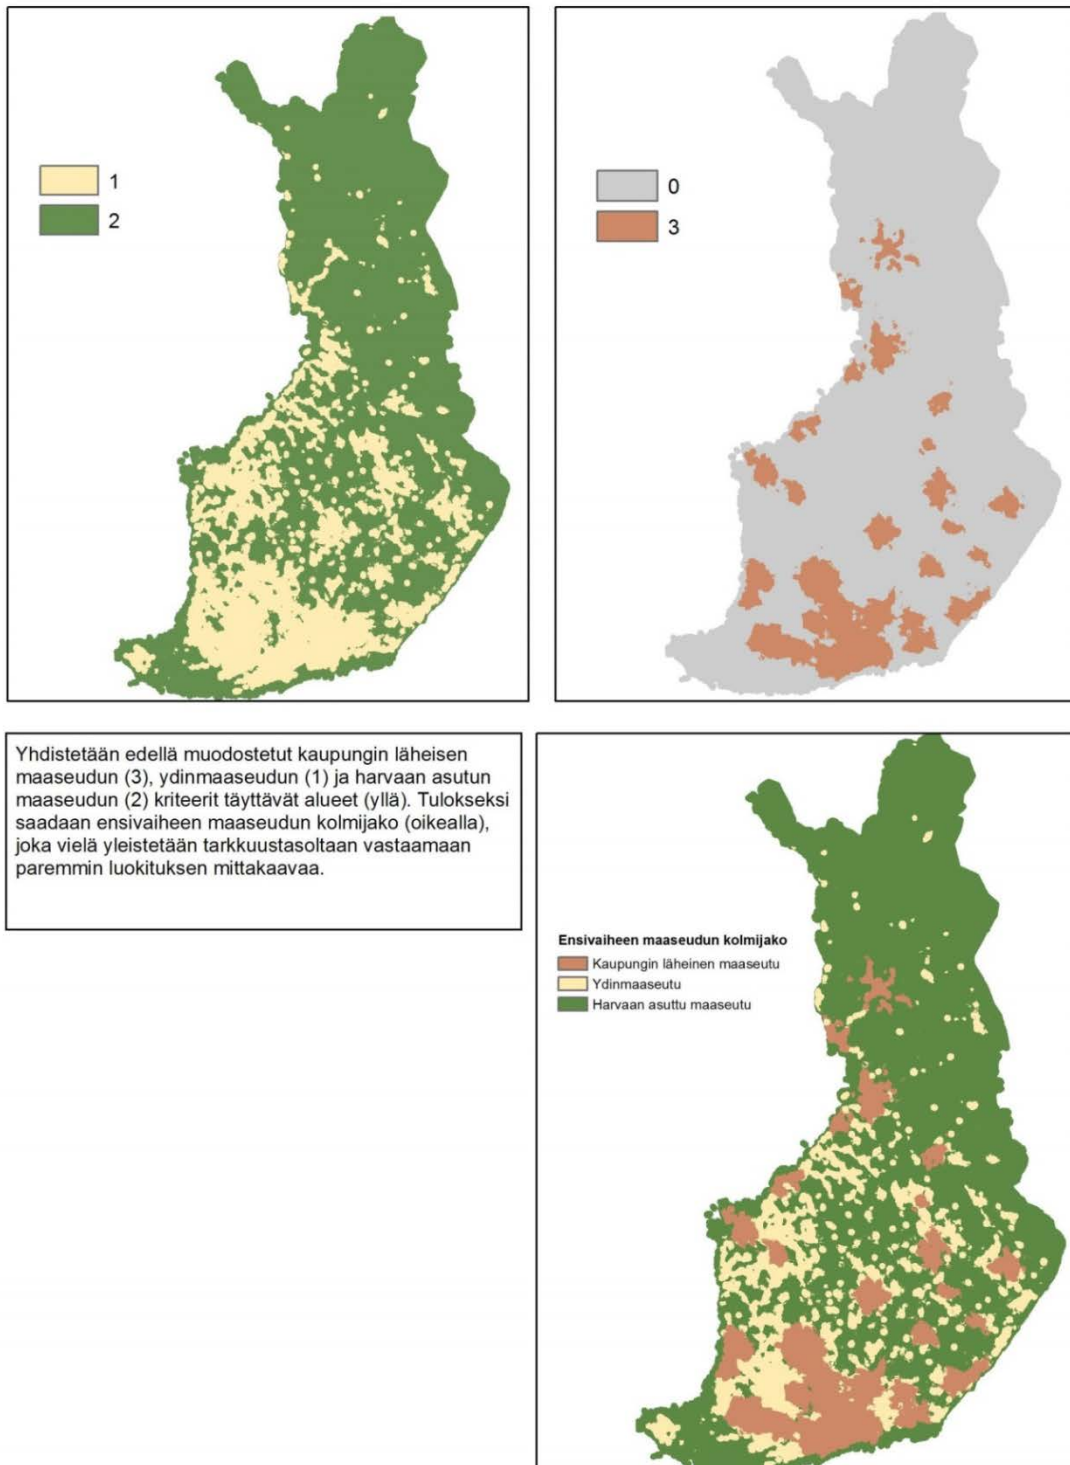 1
2
0
3
Yhdistetään edellä muodostetut kaupungin läheisen
maaseudun (3), ydinmaaseudun (1) ja harvaan asutun
maaseudun (2) kriteerit täyttävät alueet (yllä). Tulokseksi
saadaan ensivaiheen maaseudun kolmijako (oikealla),
joka vielä yleistetään tarkkuustasoltaan vastaamaan
paremmin luokituksen mittakaavaa.
Ensivaiheen maaseudun kolmijako
Kaupungin läheinen maaseutu
Ydinmaaseutu
Harvaan asuttu maaseutu